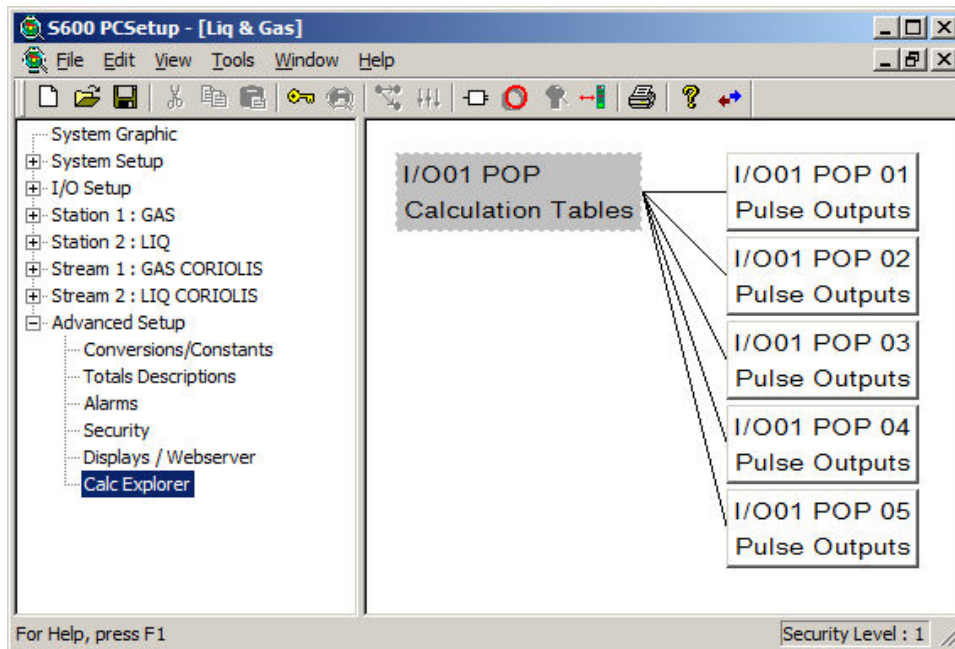 S600 PCSetup - [Liq & Gas]
File Edit View Tools Window Help
System Graphic
System Setup
I/O Setup
Station 1 : GAS
Station 2 : LIQ
Stream 1 : GAS CORIOLIS
Stream 2 : LIQ CORIOLIS
Advanced Setup
Conversions/Constants
Totals Descriptions
Alarms
Security
Displays / Webserver
Calc Explorer
I/O01 POP
Calculation Tables
I/O01 POP 01
Pulse Outputs
I/O01 POP 02
Pulse Outputs
I/O01 POP 03
Pulse Outputs
I/O01 POP 04
Pulse Outputs
I/O01 POP 05
Pulse Outputs
For Help, press F1
Security Level : 1